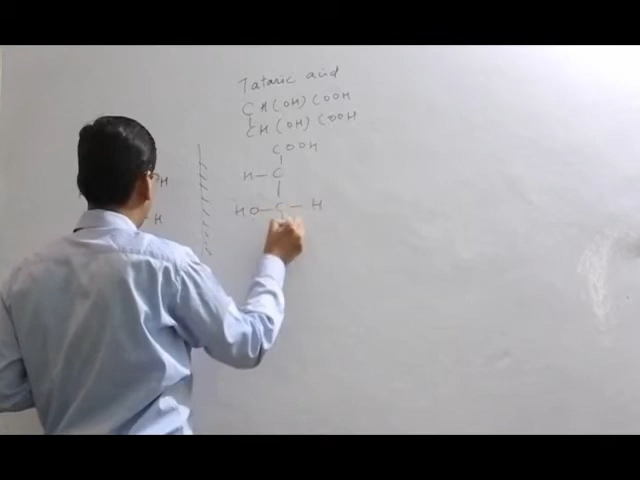 Tataric acid
CH(OH) COOH
CH (OH) COOH
COOH
H
H-C
HO-C-H
H